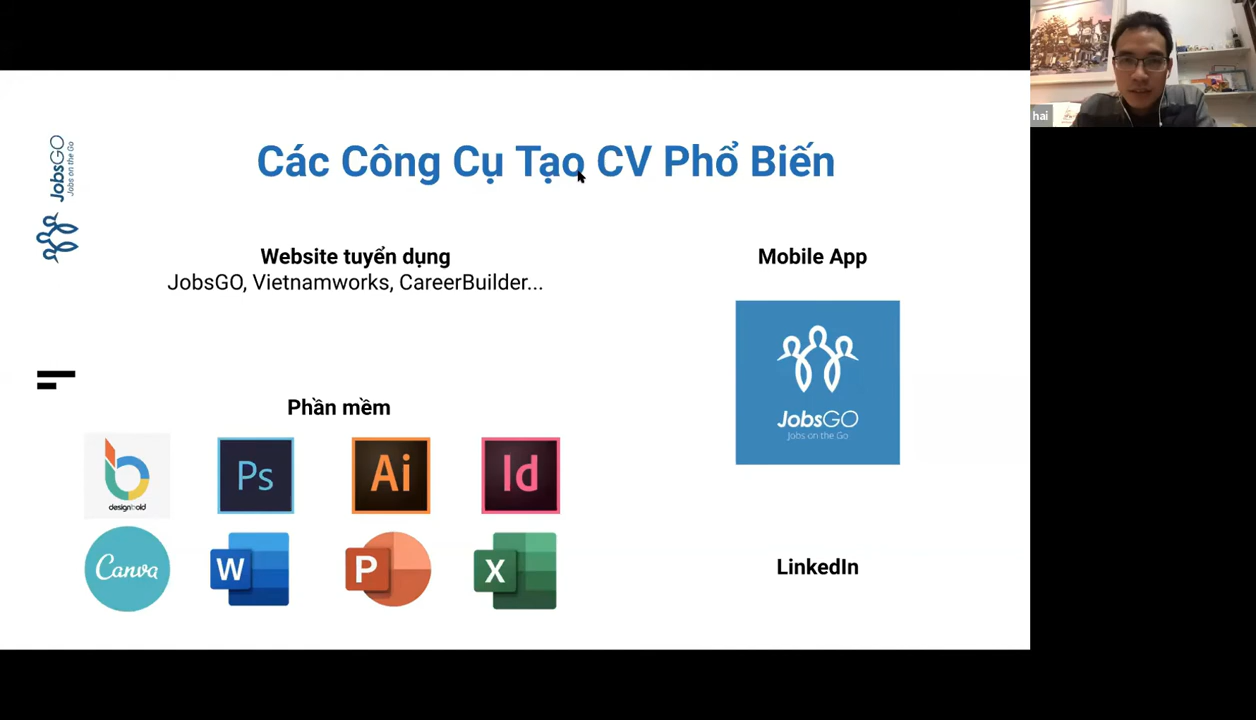 JobsGO
Jobs on the Go
Các Công Cụ Tạo CV Phổ Biến
Website tuyển dụng
JobsGO, Vietnamworks, CareerBuilder...
Mobile App
JobsGO
Jobs on the Go
Phần mềm
designbold
Ps
Ai
Id
Canva
W
P
X
LinkedIn
hai